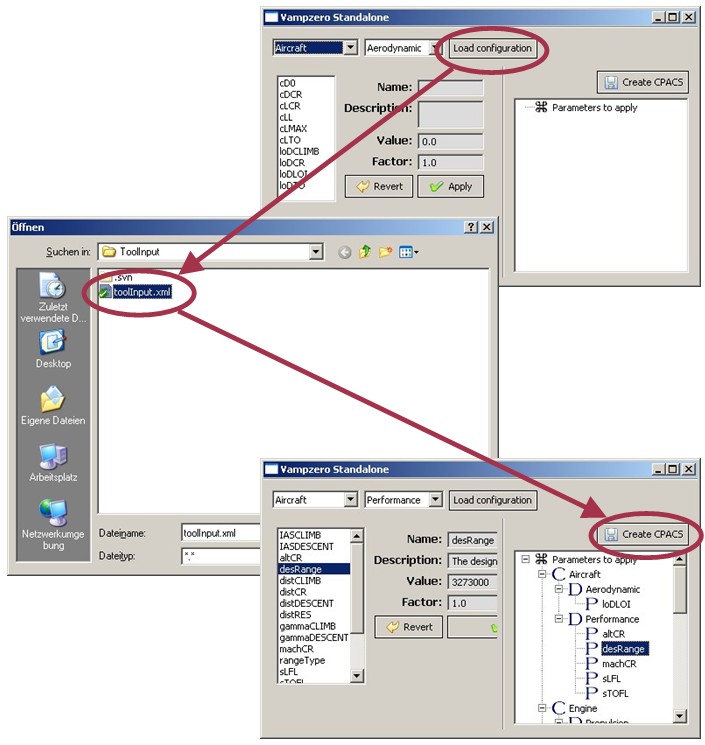 Vampzero Standalone
Aircraft
Aerodynamic
Load configuration
Create CPACS
cD0
cDCR
cLCR
cLL
cLMAX
cLTO
loDCLIMB
loDCR
loDLOI
loDTO
Name:
Description:
Value: 0.0
Factor: 1.0
Revert
Apply
Parameters to apply
Öffnen
Suchen in: ToolInput
.svn
toolInput.xml
Zuletzt
verwendete D...
Desktop
Eigene Dateien
Arbeitsplatz
Netzwerkumge
bung
Dateiname: toolInput.xml
Dateityp: *.*
Vampzero Standalone
Aircraft
Performance
Load configuration
Create CPACS
IASCLIMB
IASDESCENT
altCR
desRange
distCLIMB
distCR
distDESCENT
distRES
gammaCLIMB
gammaDESCENT
machCR
rangeType
sLFL
sTOFL
Name: desRange
Description: The design
Value: 3273000
Factor: 1.0
Revert
Parameters to apply
C Aircraft
D Aerodynamic
P loDLOI
D Performance
P altCR
P desRange
P machCR
P sLFL
P sTOFL
C Engine
D Propulsion